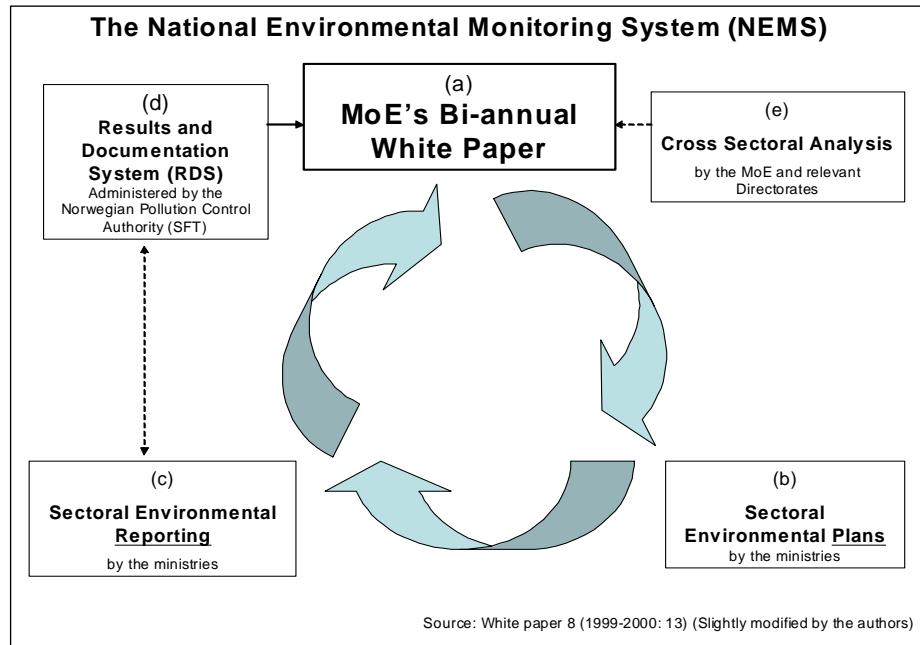 The National Environmental Monitoring System (NEMS)
(a)
MoE's Bi-annual
White Paper
(d)
Results and
Documentation
System (RDS)
Administered by the
Norwegian Pollution Control
Authority (SFT)
(e)
Cross Sectoral Analysis
by the MoE and relevant
Directorates
(c)
Sectoral Environmental
Reporting
by the ministries
(b)
Sectoral
Environmental Plans
by the ministries
Source: White paper 8 (1999-2000: 13) (Slightly modified by the authors)